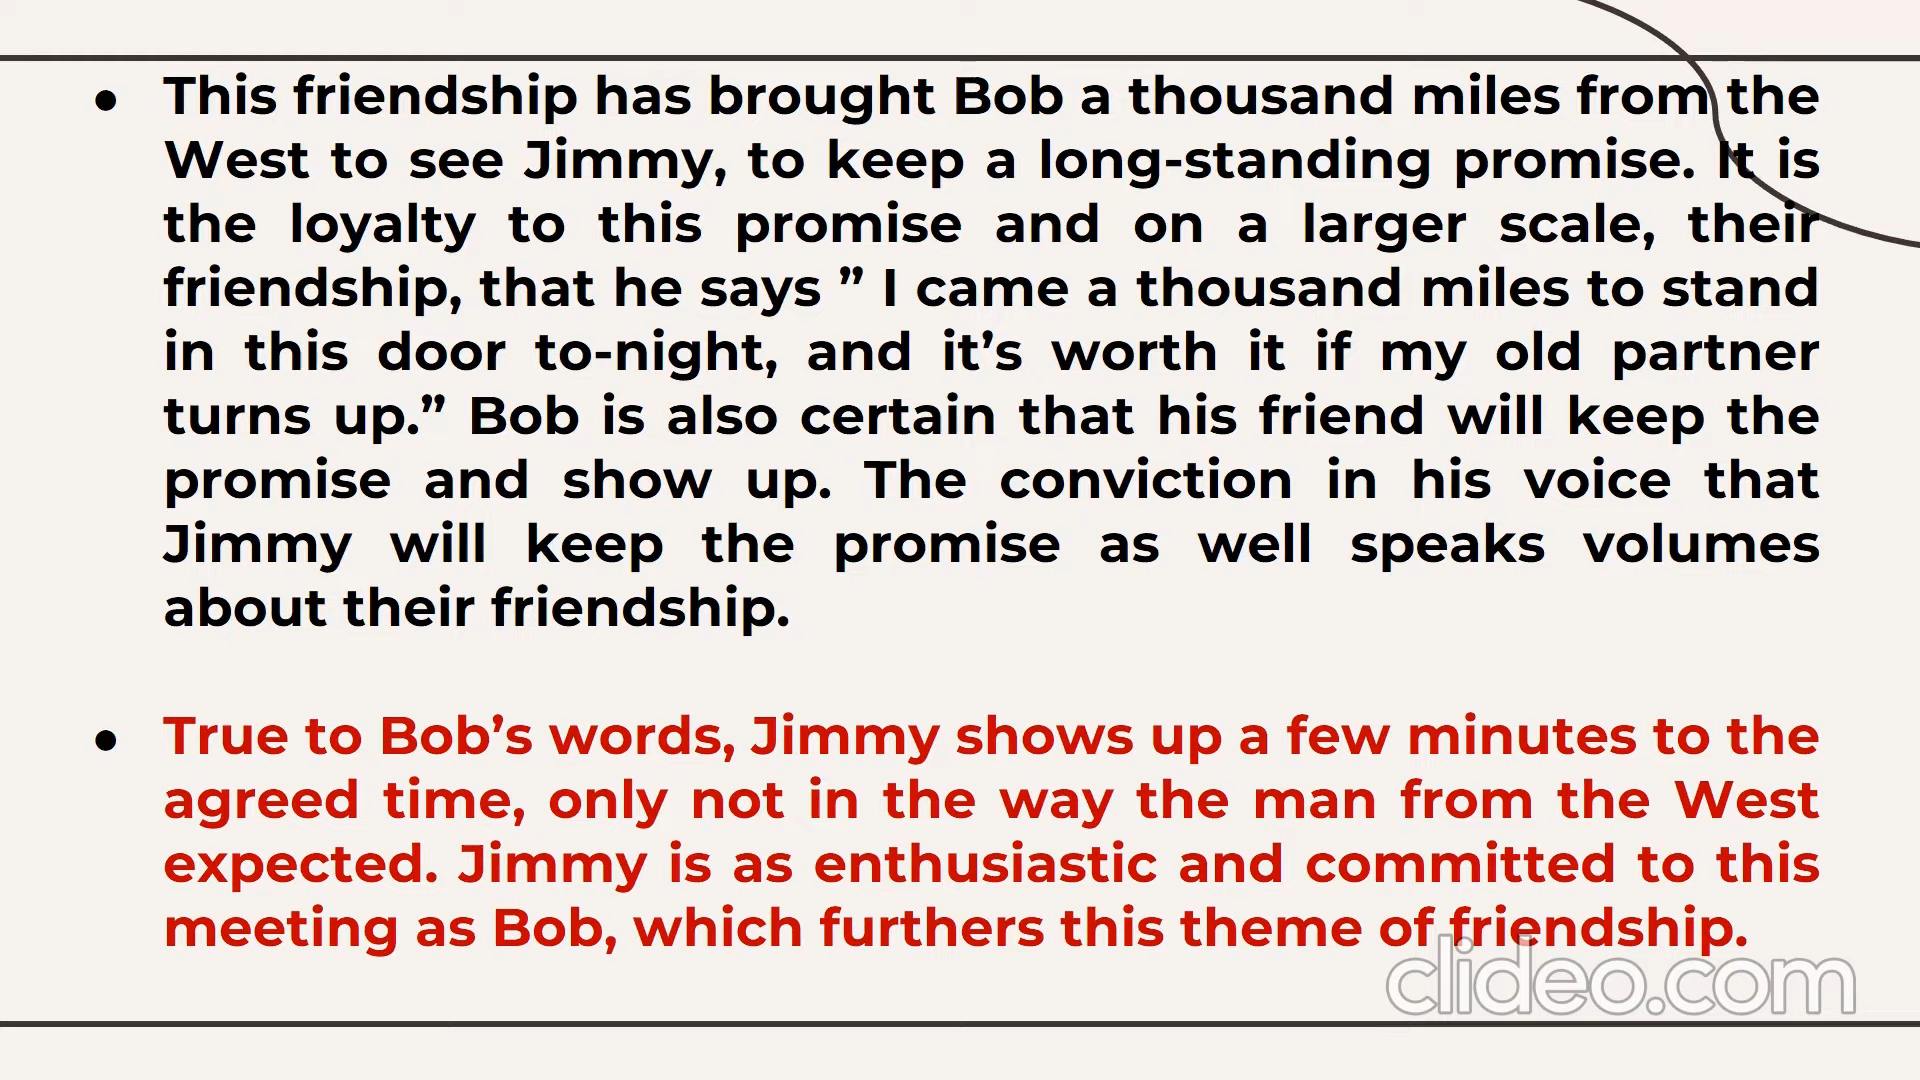 ● This friendship has brought Bob a thousand miles from the
West to see Jimmy, to keep a long-standing promise. It is
the loyalty to this promise and on a larger scale, their
friendship, that he says ” I came a thousand miles to stand
in this door to-night, and it’s worth it if my old partner
turns up.” Bob is also certain that his friend will keep the
promise and show up. The conviction in his voice that
Jimmy will keep the promise as well speaks volumes
about their friendship.
● True to Bob’s words, Jimmy shows up a few minutes to the
agreed time, only not in the way the man from the West
expected. Jimmy is as enthusiastic and committed to this
meeting as Bob, which furthers this theme of friendship.
clideo.com